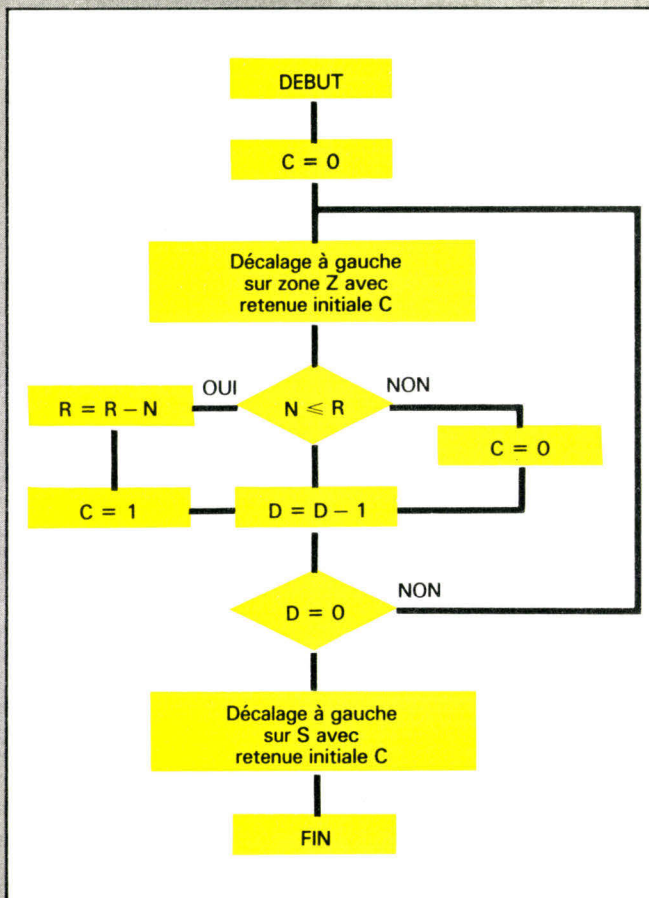 DEBUT
C = 0
Décalage à gauche
sur zone Z avec
retenue initiale C
OUI
NON
R = R – N
N ⩽ R
C = 0
C = 1
D = D – 1
NON
D = 0
Décalage à gauche
sur S avec
retenue initiale C
FIN